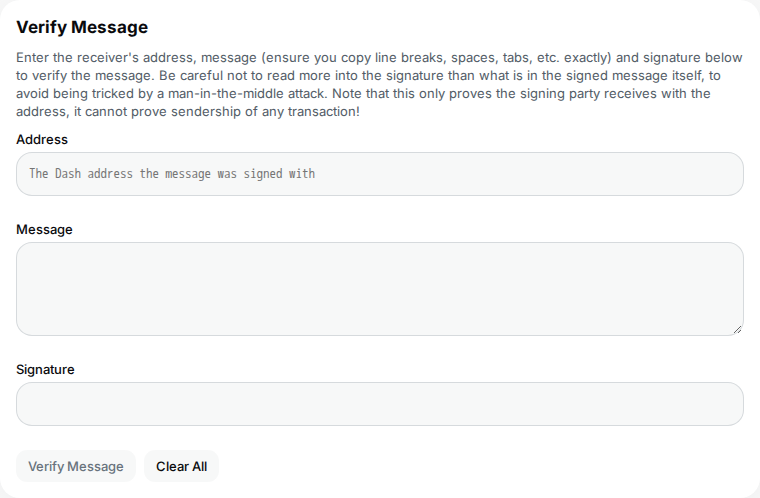 Verify Message
Enter the receiver's address, message (ensure you copy line breaks, spaces, tabs, etc. exactly) and signature below
to verify the message. Be careful not to read more into the signature than what is in the signed message itself, to
avoid being tricked by a man-in-the-middle attack. Note that this only proves the signing party receives with the
address, it cannot prove sendership of any transaction!
Address
The Dash address the message was signed with
Message
Signature
Verify Message
Clear All